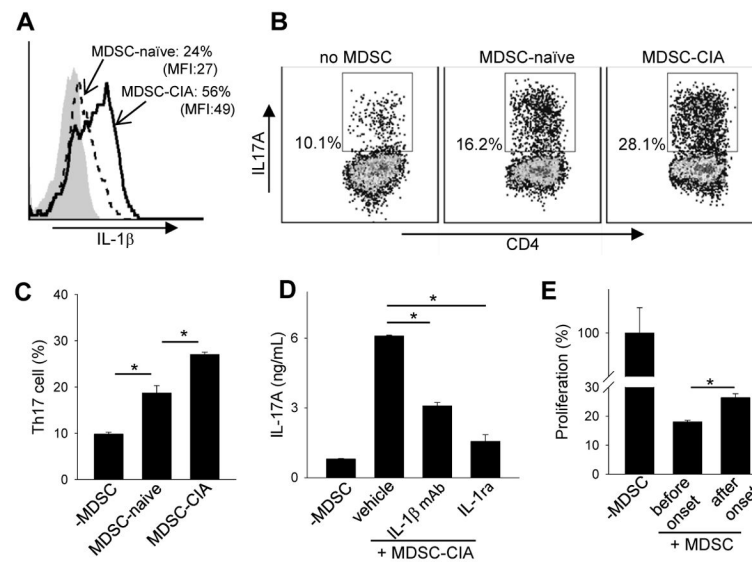 A
MDSC-naïve: 24%
(MFI:27)
MDSC-CIA: 56%
(MFI:49)
IL-1β
B
no MDSC
MDSC-naïve
MDSC-CIA
IL17A
10.1%
16.2%
28.1%
CD4
C
Th17 cell (%)
40
30
20
10
0
-MDSC
MDSC-naive
MDSC-CIA
*
*
D
IL-17A (ng/mL)
6
3
0
*
*
-MDSC
vehicle
IL-1β mAb
IL-1ra
+ MDSC-CIA
E
Proliferation (%)
100
30
20
10
0
*
-MDSC
before
onset
after
onset
+ MDSC